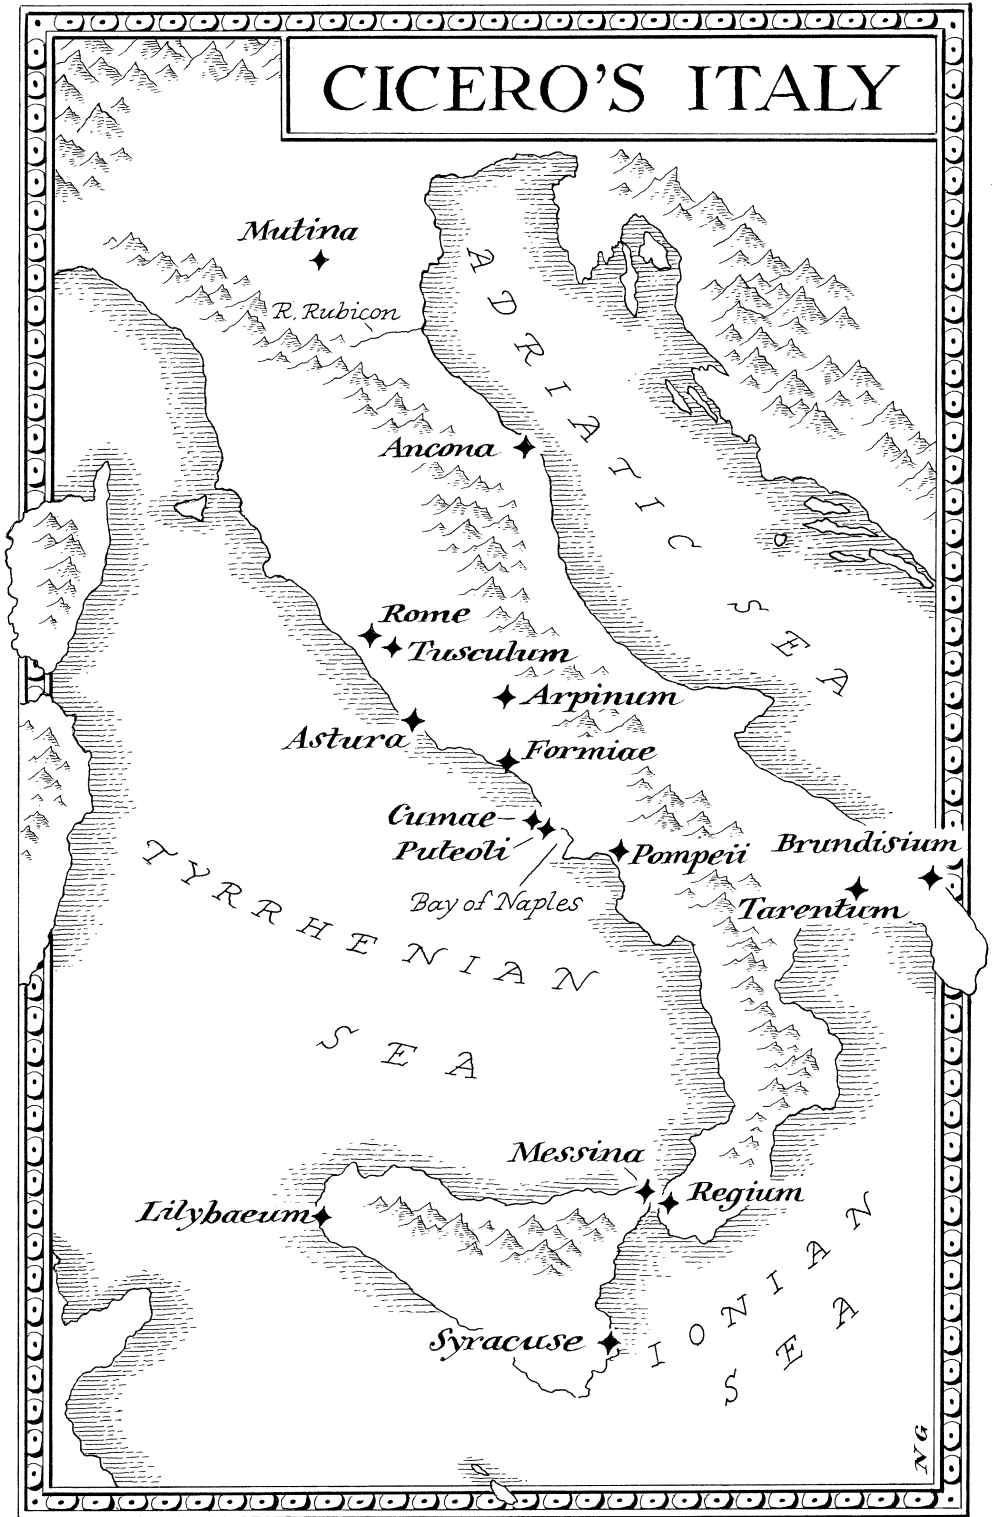 CICERO'S ITALY
Mutina
R. Rubicon
ADRIATIC SEA
Ancona
Rome
Tusculum
Arpinum
Astura
Formiae
Cumae
Puteoli
Bay of Naples
Pompeii
Brundisium
Tarentum
TYRRHENIAN
SEA
Messina
Regium
Lilybaeum
Syracuse
IONIAN
SEA
NG